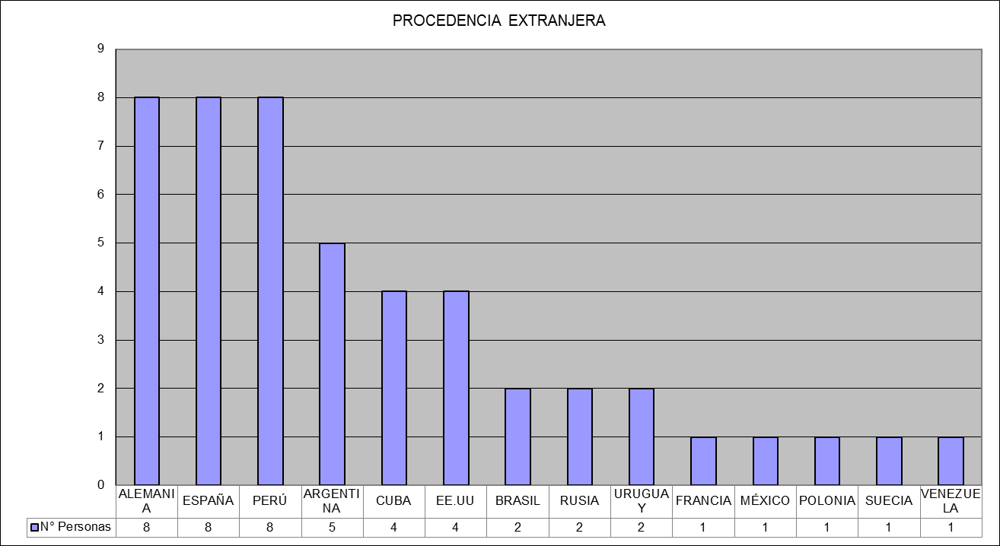 PROCEDENCIA EXTRANJERA
9
8
7
6
5
4
3
2
1
0
ALEMANI
A
ESPAÑA
PERÚ
ARGENTI
NA
CUBA
EE.UU
BRASIL
RUSIA
URUGUA
Y
FRANCIA
MÉXICO
POLONIA
SUECIA
VENEZUE
LA
N° Personas 8 8 8 5 4 4 2 2 2 1 1 1 1 1